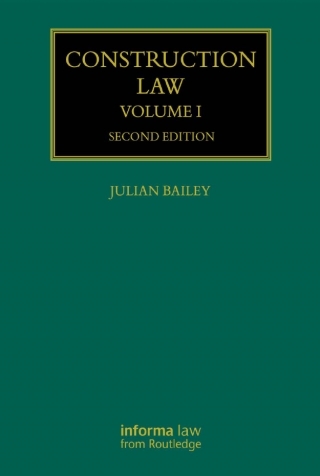 CONSTRUCTION
LAW
VOLUME I
SECOND EDITION
JULIAN BAILEY
informa law
from Routledge